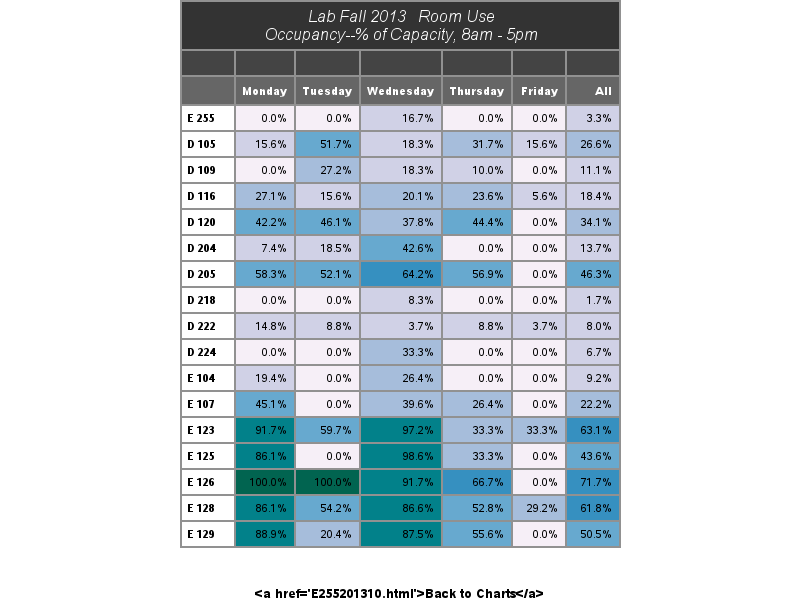 Lab Fall 2013 Room Use
Occupancy--% of Capacity, 8am - 5pm
Monday Tuesday Wednesday Thursday Friday All
E 255 0.0% 0.0% 16.7% 0.0% 0.0% 3.3%
D 105 15.6% 51.7% 18.3% 31.7% 15.6% 26.6%
D 109 0.0% 27.2% 18.3% 10.0% 0.0% 11.1%
D 116 27.1% 15.6% 20.1% 23.6% 5.6% 18.4%
D 120 42.2% 46.1% 37.8% 44.4% 0.0% 34.1%
D 204 7.4% 18.5% 42.6% 0.0% 0.0% 13.7%
D 205 58.3% 52.1% 64.2% 56.9% 0.0% 46.3%
D 218 0.0% 0.0% 8.3% 0.0% 0.0% 1.7%
D 222 14.8% 8.8% 3.7% 8.8% 3.7% 8.0%
D 224 0.0% 0.0% 33.3% 0.0% 0.0% 6.7%
E 104 19.4% 0.0% 26.4% 0.0% 0.0% 9.2%
E 107 45.1% 0.0% 39.6% 26.4% 0.0% 22.2%
E 123 91.7% 59.7% 97.2% 33.3% 33.3% 63.1%
E 125 86.1% 0.0% 98.6% 33.3% 0.0% 43.6%
E 126 100.0% 100.0% 91.7% 66.7% 0.0% 71.7%
E 128 86.1% 54.2% 86.6% 52.8% 29.2% 61.8%
E 129 88.9% 20.4% 87.5% 55.6% 0.0% 50.5%
<a href='E255201310.html'>Back to Charts</a>